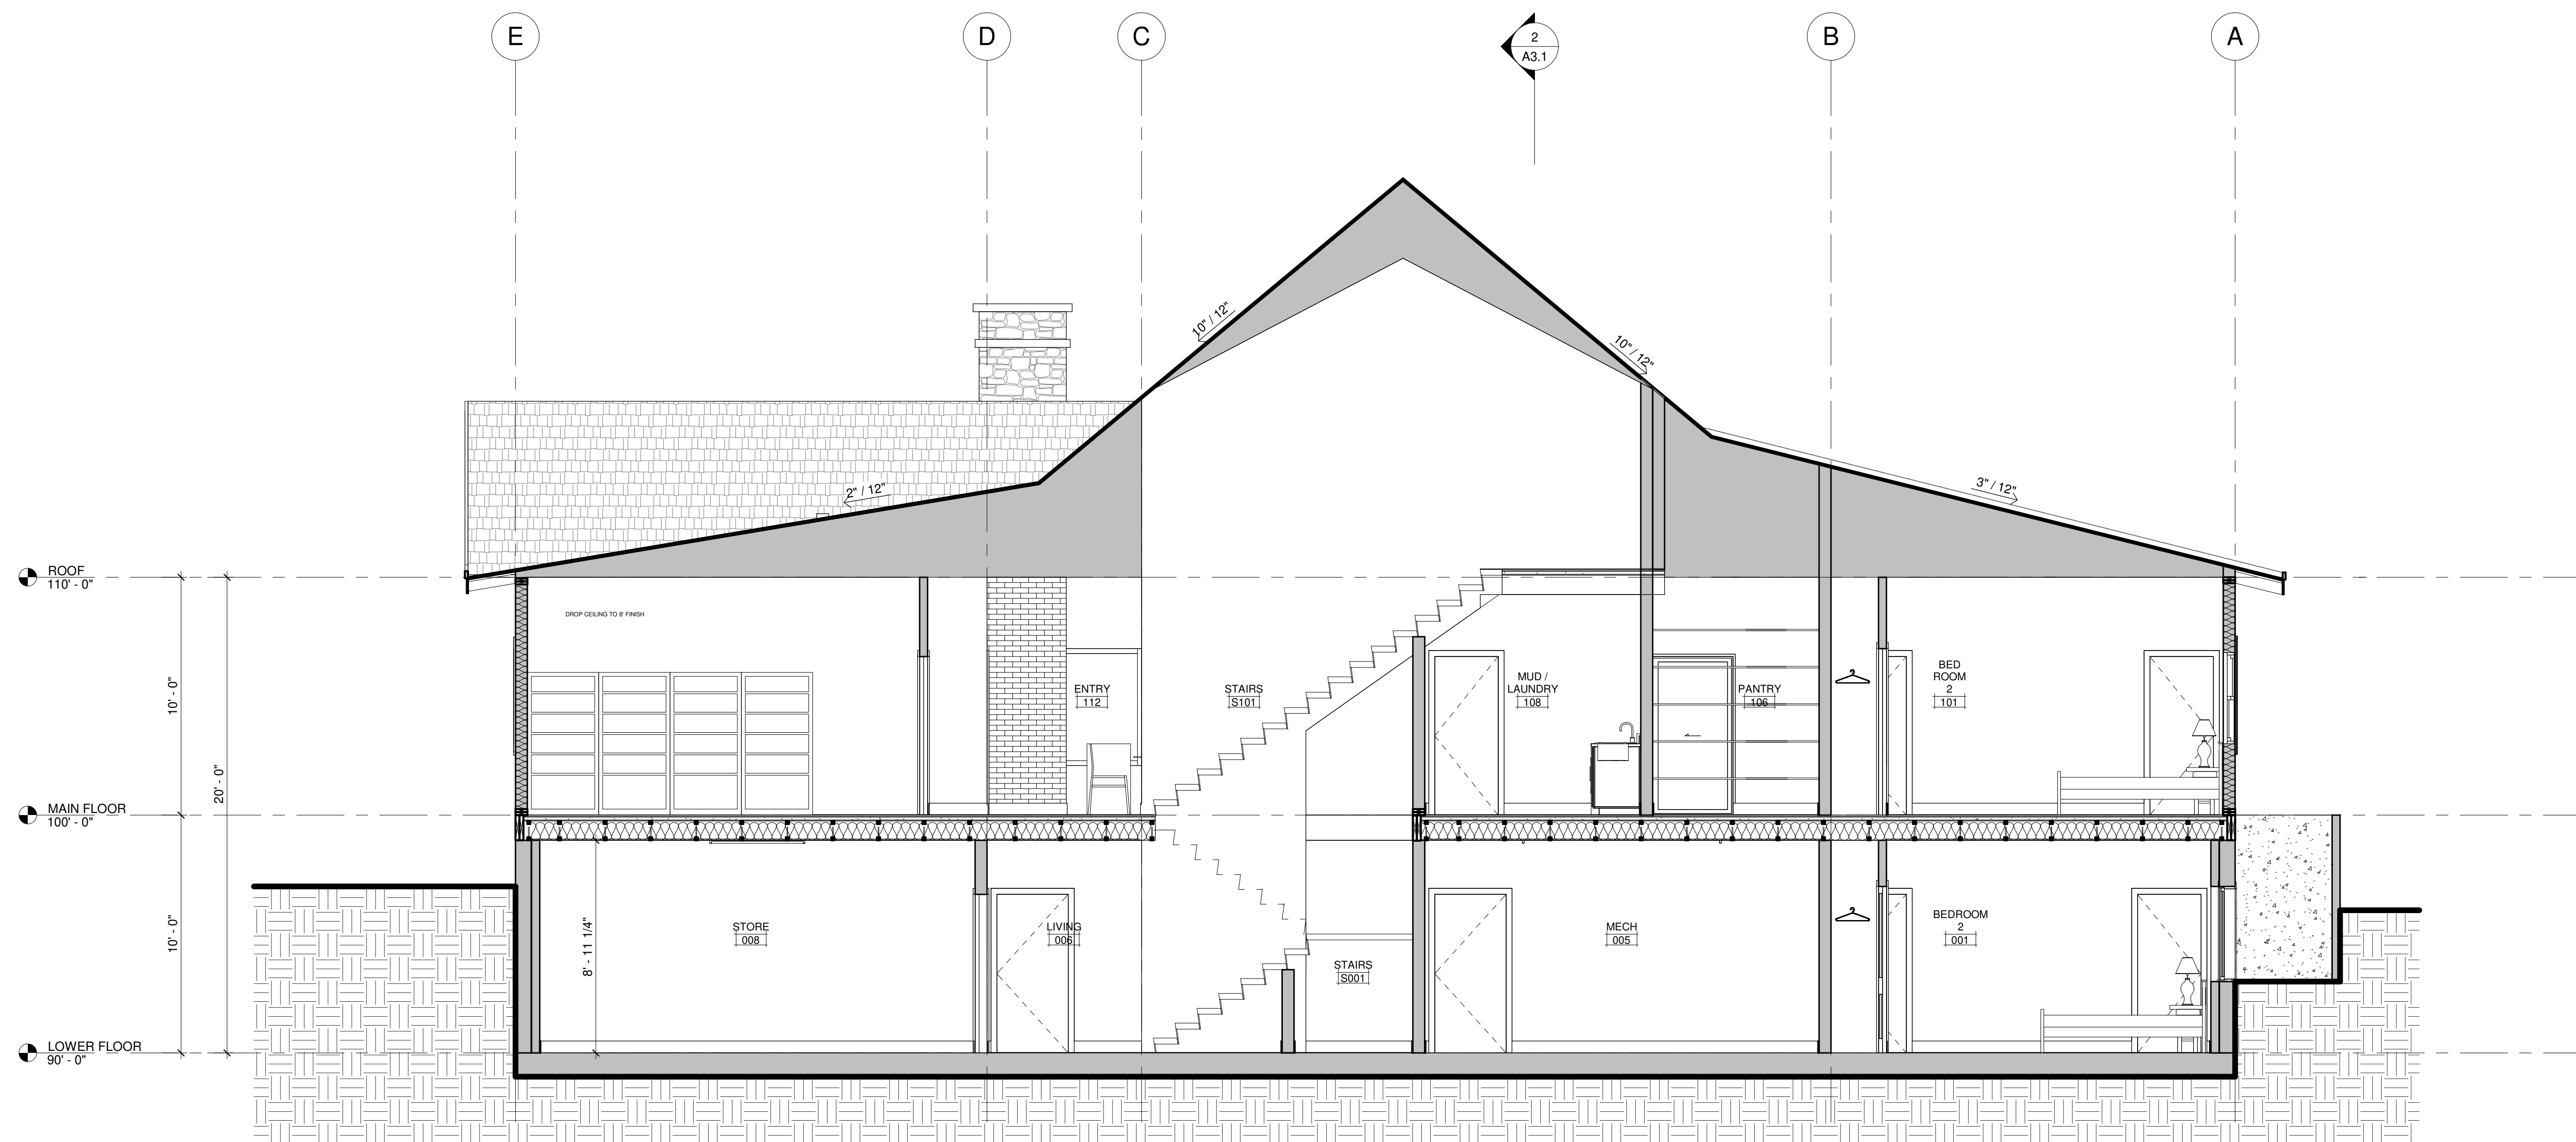 E
D
C
2
A3.1
B
A
10" / 12"
10" / 12"
2" / 12"
3" / 12"
ROOF
110' - 0"
DROP CEILING TO 8' FINISH
10' - 0"
20' - 0"
ENTRY
112
STAIRS
S101
MUD /
LAUNDRY
108
PANTRY
106
BED
ROOM
2
101
MAIN FLOOR
100' - 0"
10' - 0"
8' - 11 1/4"
STORE
008
LIVING
006
STAIRS
S001
MECH
005
BEDROOM
2
001
LOWER FLOOR
90' - 0"